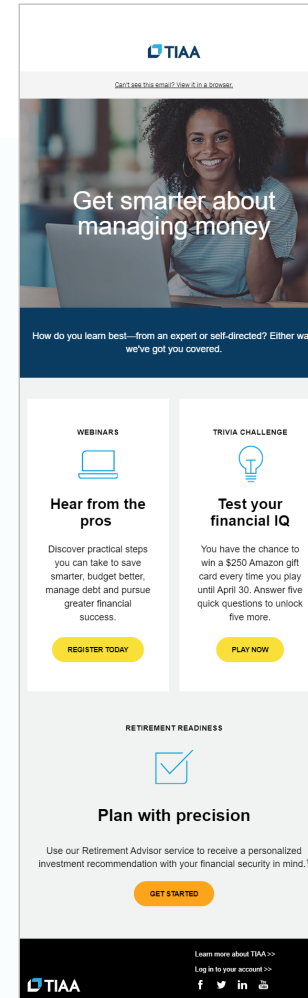 TIAA
Can't see this email? View it in a browser.
Get smarter about
managing money
How do you learn best—from an expert or self-directed? Either wa
we've got you covered.
WEBINARS
Hear from the
pros
Discover practical steps
you can take to save
smarter, budget better,
manage debt and pursue
greater financial
success.
REGISTER TODAY
TRIVIA CHALLENGE
Test your
financial IQ
You have the chance to
win a $250 Amazon gift
card every time you play
until April 30. Answer five
quick questions to unlock
five more.
PLAY NOW
RETIREMENT READINESS
Plan with precision
Use our Retirement Advisor service to receive a personalized
investment recommendation with your financial security in mind.¹
GET STARTED
Learn more about TIAA >>
Log in to your account >>
TIAA